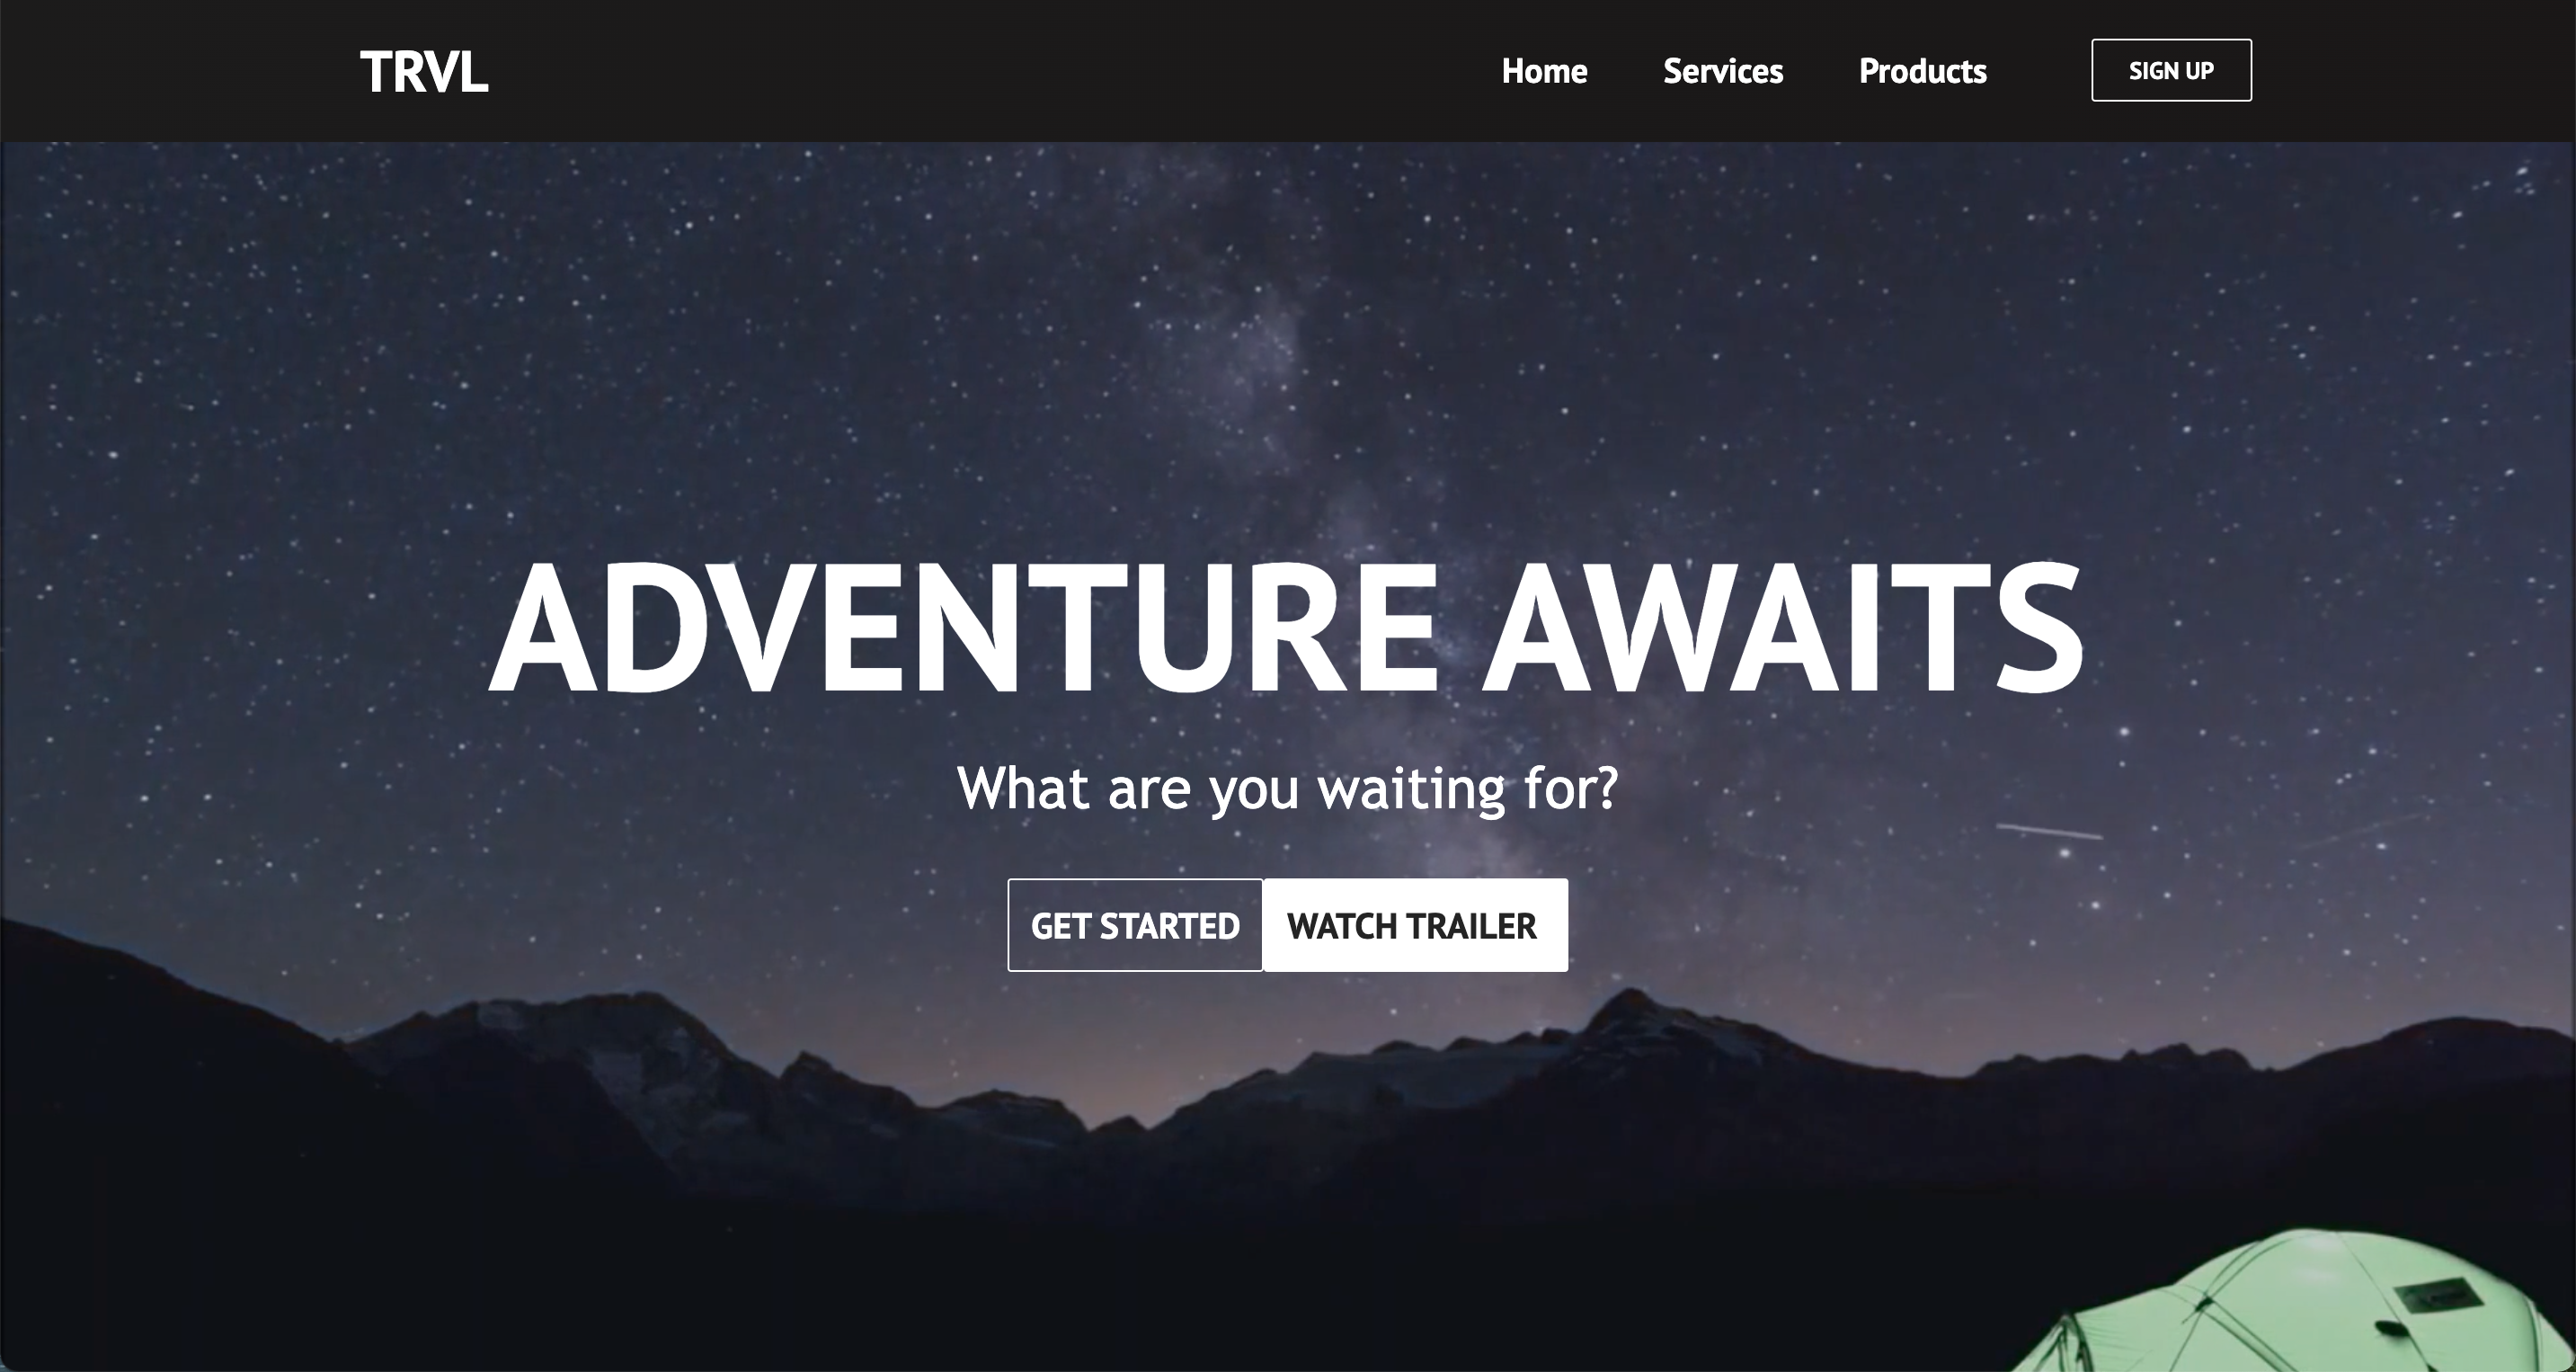 TRVL
Home Services Products SIGN UP
ADVENTURE AWAITS
What are you waiting for?
GET STARTED WATCH TRAILER